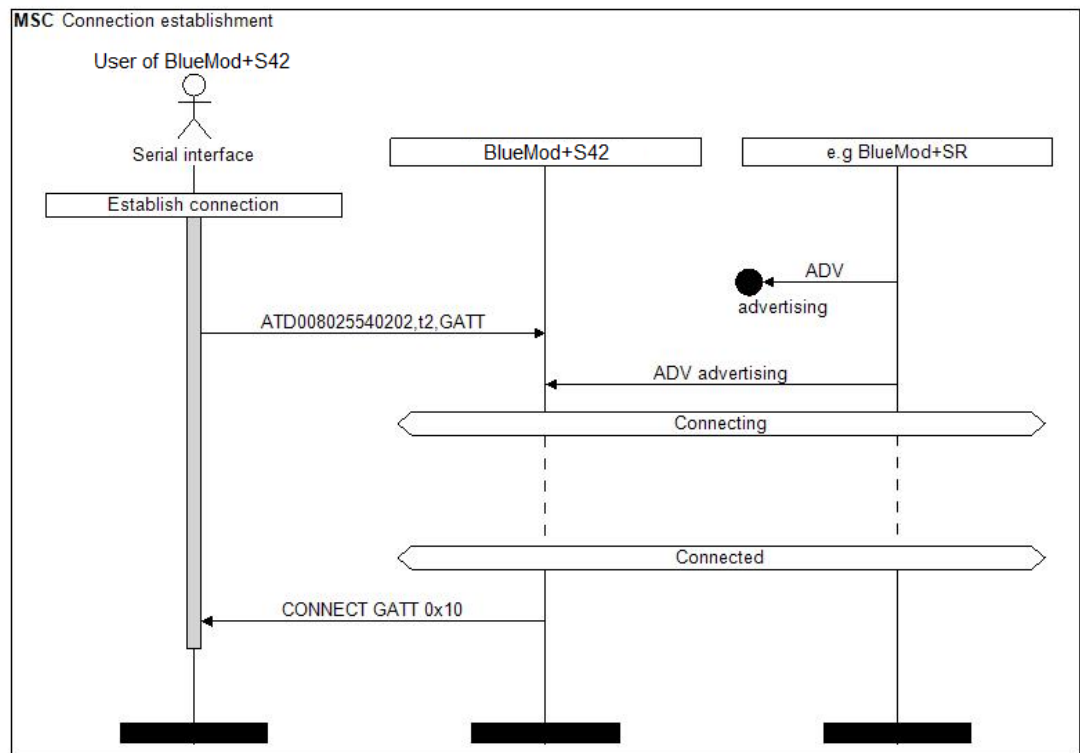 MSC Connection establishment
User of BlueMod+S42
Serial interface
BlueMod+S42
e.g BlueMod+SR
Establish connection
ADV
advertising
ATD008025540202,t2,GATT
ADV advertising
Connecting
Connected
CONNECT GATT 0x10